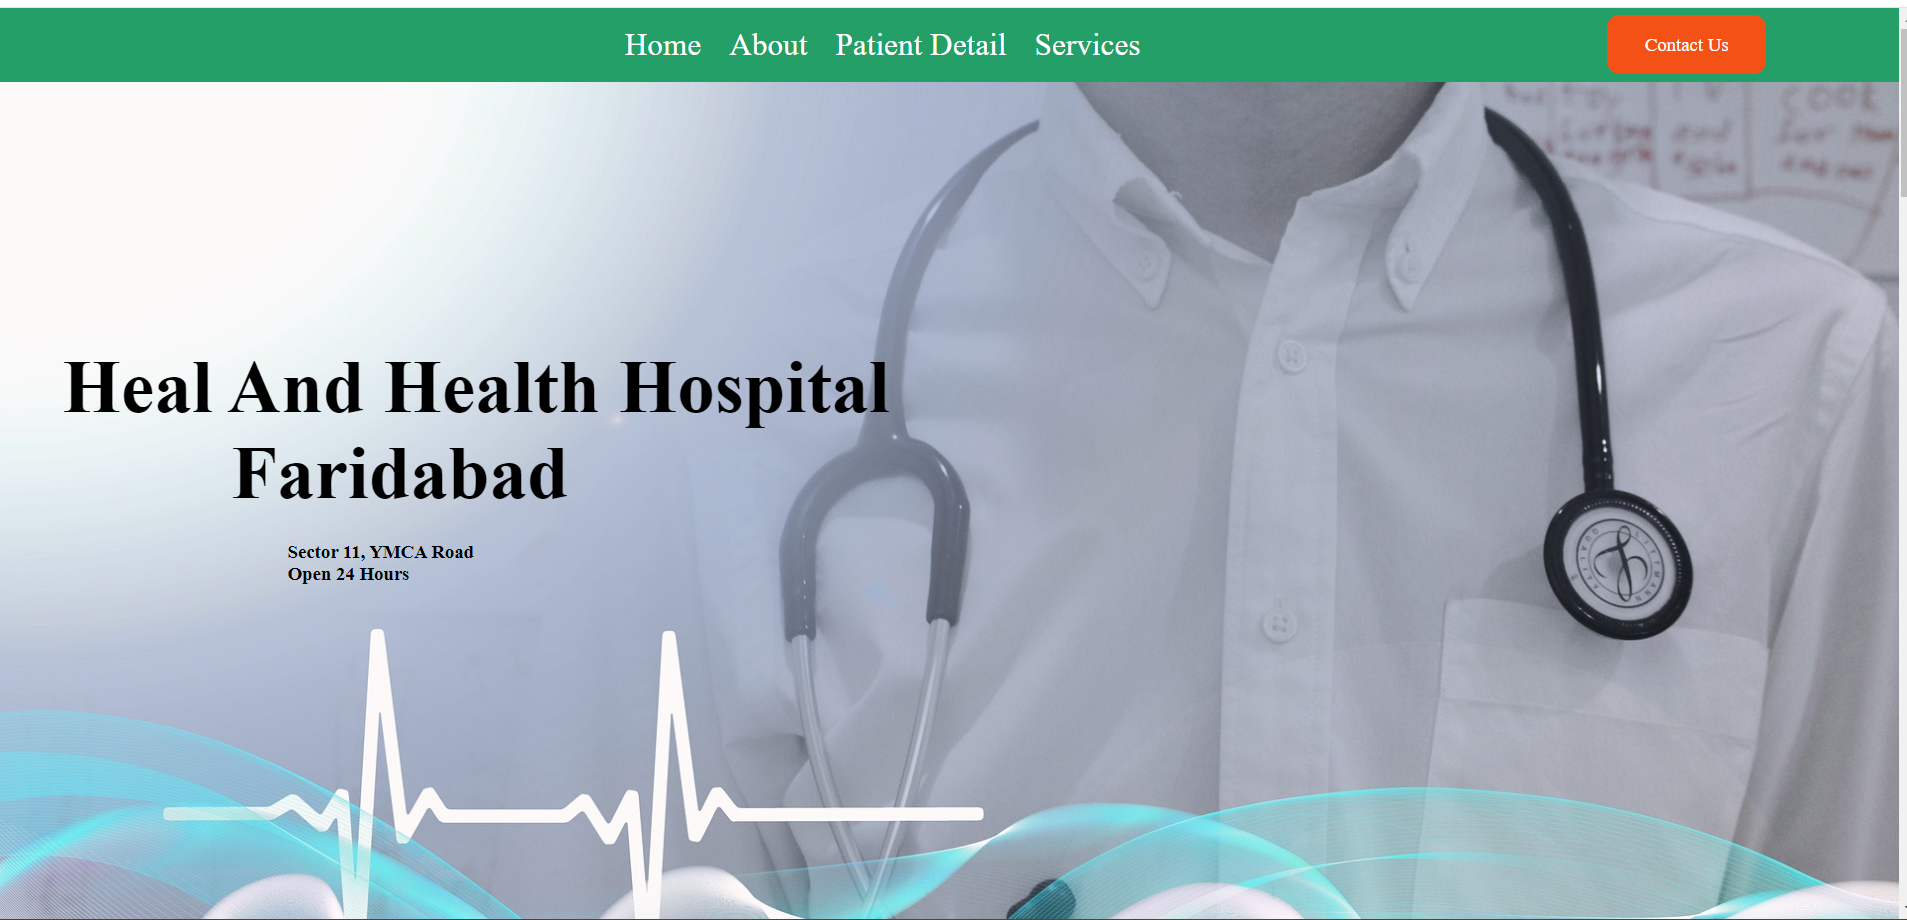 Home About Patient Detail Services Contact Us
Heal And Health Hospital
Faridabad
Sector 11, YMCA Road
Open 24 Hours